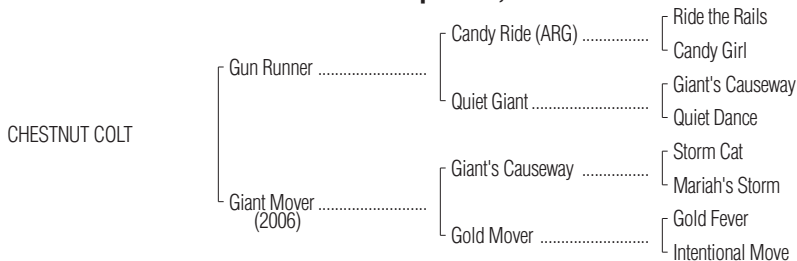 Ride the Rails
Candy Ride (ARG) ................
Candy Girl
Gun Runner ..........................
Giant's Causeway
Quiet Giant ............................
Quiet Dance
CHESTNUT COLT
Storm Cat
Giant's Causeway ................
Mariah's Storm
Giant Mover ..........................
(2006)
Gold Fever
Gold Mover ..........................
Intentional Move